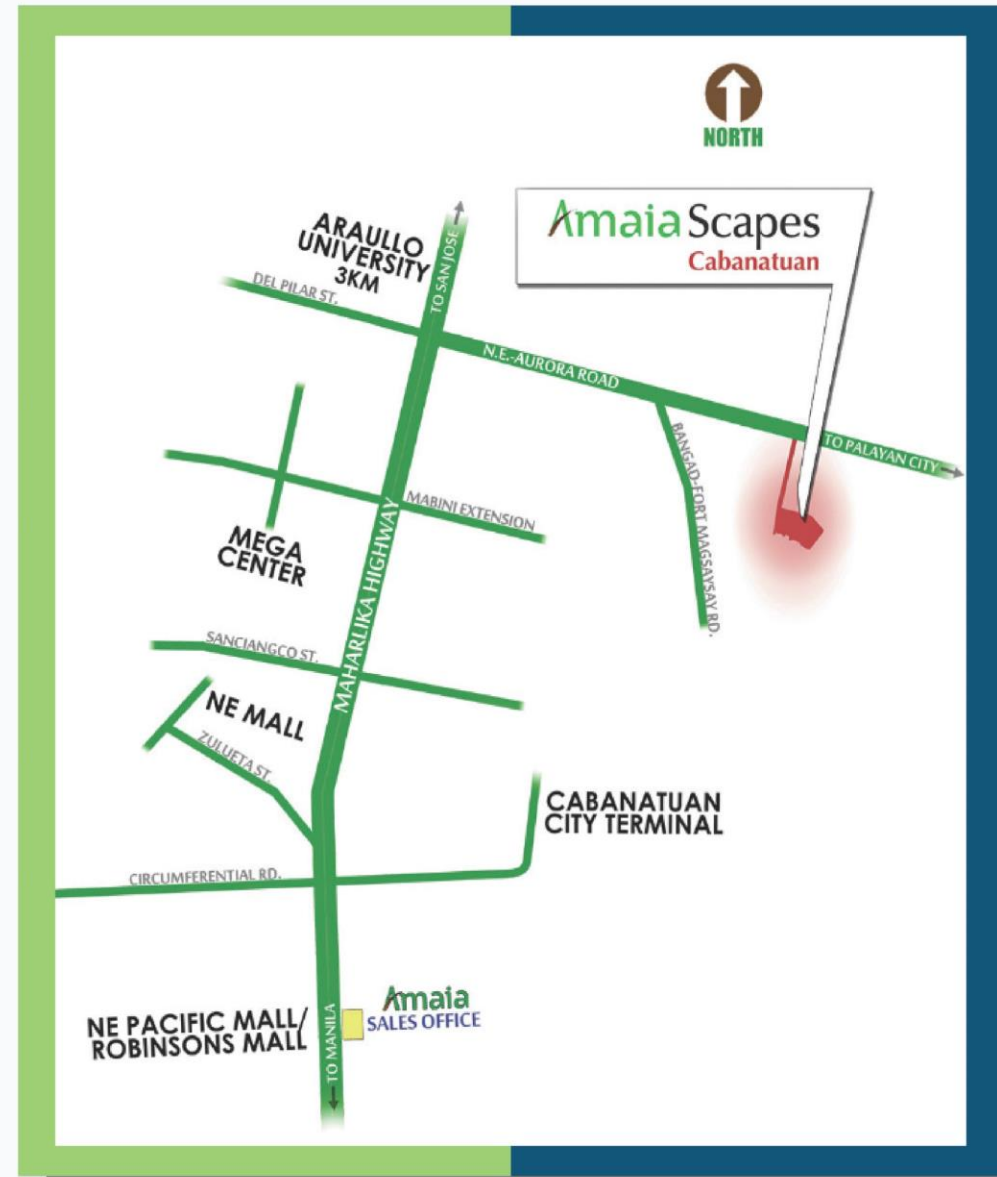 NORTH
Amaia Scapes
Cabanatuan
ARAULLO
UNIVERSITY
3KM
TO SAN JOSE
DEL PILAR ST.
N.E.-AURORA ROAD
TO PALAYAN CITY
BANGAD-FORT MAGSAYSAY RD.
MABINI EXTENSION
MEGA
CENTER
MAHARLIKA HIGHWAY
SANCIANGCO ST.
NE MALL
ZULUETA ST.
CABANATUAN
CITY TERMINAL
CIRCUMFERENTIAL RD.
NE PACIFIC MALL/
ROBINSONS MALL
TO MANILA
Amaia
SALES OFFICE